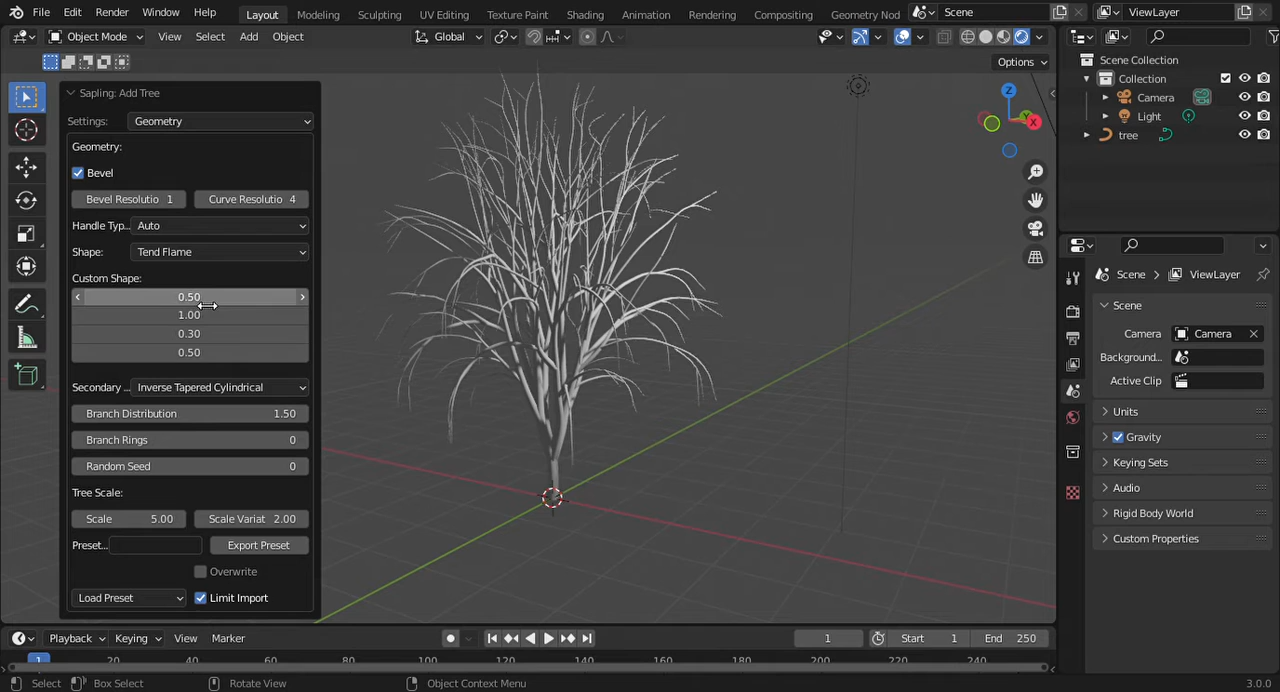 File Edit Render Window Help Layout Modeling Sculpting UV Editing Texture Paint Shading Animation Rendering Compositing Geometry Nod Scene ViewLayer
Object Mode View Select Add Object Global
Options
Scene Collection
Collection
Camera
Light
tree
Z
Y
X
Sapling: Add Tree
Settings: Geometry
Geometry:
Bevel
Bevel Resolutio 1 Curve Resolutio 4
Handle Typ... Auto
Shape: Tend Flame
Custom Shape:
0.50
1.00
0.30
0.50
Secondary ... Inverse Tapered Cylindrical
Branch Distribution 1.50
Branch Rings 0
Random Seed 0
Tree Scale:
Scale 5.00 Scale Variat 2.00
Preset... Export Preset
Overwrite
Load Preset Limit Import
Scene ViewLayer
Scene
Camera Camera
Background...
Active Clip
Units
Gravity
Keying Sets
Audio
Rigid Body World
Custom Properties
Playback Keying View Marker 1 Start 1 End 250
1 20 40 60 80 100 120 140 160 180 200 220 240
Select Box Select Rotate View Object Context Menu 3.0.0